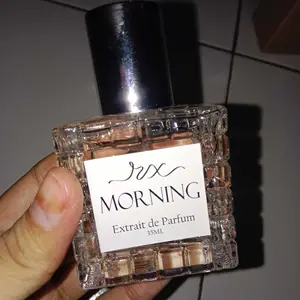 MORNING
Extrait de Parfum
35ML